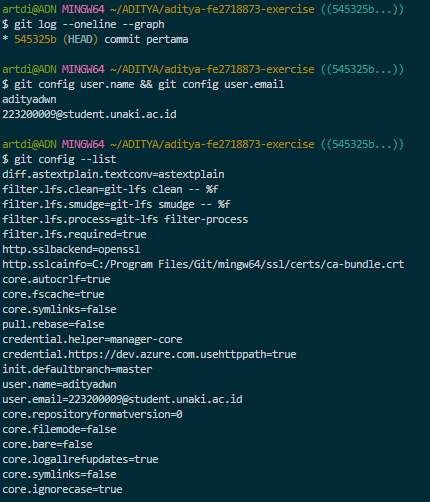 artdi@ADN MINGW64 ~/ADITYA/aditya-fe2718873-exercise ((545325b...))
$ git log --oneline --graph
* 545325b (HEAD) commit pertama
artdi@ADN MINGW64 ~/ADITYA/aditya-fe2718873-exercise ((545325b...))
$ git config user.name && git config user.email
adityadwn
223200009@student.unaki.ac.id
artdi@ADN MINGW64 ~/ADITYA/aditya-fe2718873-exercise ((545325b...))
$ git config --list
diff.astextplain.textconv=astextplain
filter.lfs.clean=git-lfs clean -- %f
filter.lfs.smudge=git-lfs smudge -- %f
filter.lfs.process=git-lfs filter-process
filter.lfs.required=true
http.sslbackend=openssl
http.sslcainfo=C:/Program Files/Git/mingw64/ssl/certs/ca-bundle.crt
core.autocrlf=true
core.fscache=true
core.symlinks=false
pull.rebase=false
credential.helper=manager-core
credential.https://dev.azure.com.usehttppath=true
init.defaultbranch=master
user.name=adityadwn
user.email=223200009@student.unaki.ac.id
core.repositoryformatversion=0
core.filemode=false
core.bare=false
core.logallrefupdates=true
core.symlinks=false
core.ignorecase=true